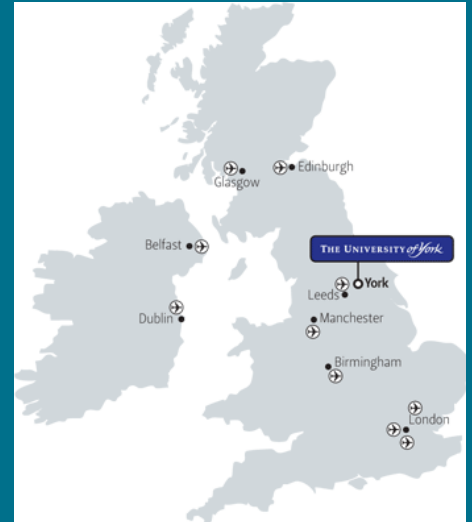 Edinburgh
Glasgow
Belfast
THE UNIVERSITY of York
York
Leeds
Dublin
Manchester
Birmingham
London